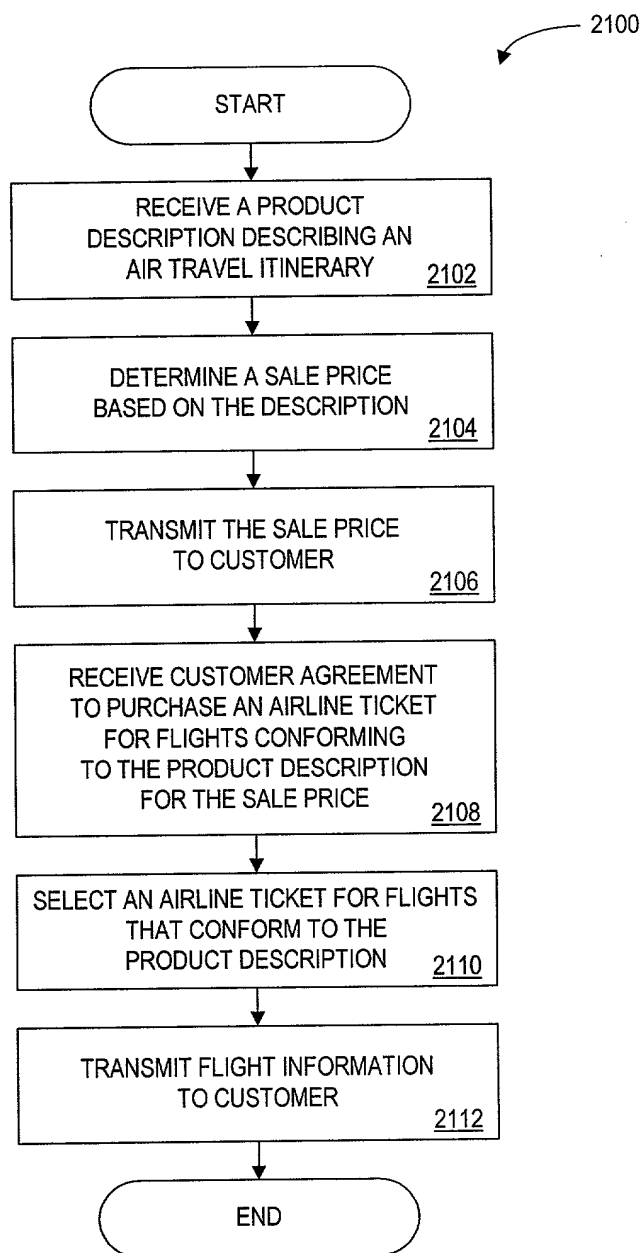 2100
START
RECEIVE A PRODUCT
DESCRIPTION DESCRIBING AN
AIR TRAVEL ITINERARY
2102
DETERMINE A SALE PRICE
BASED ON THE DESCRIPTION
2104
TRANSMIT THE SALE PRICE
TO CUSTOMER
2106
RECEIVE CUSTOMER AGREEMENT
TO PURCHASE AN AIRLINE TICKET
FOR FLIGHTS CONFORMING
TO THE PRODUCT DESCRIPTION
FOR THE SALE PRICE
2108
SELECT AN AIRLINE TICKET FOR FLIGHTS
THAT CONFORM TO THE
PRODUCT DESCRIPTION
2110
TRANSMIT FLIGHT INFORMATION
TO CUSTOMER
2112
END